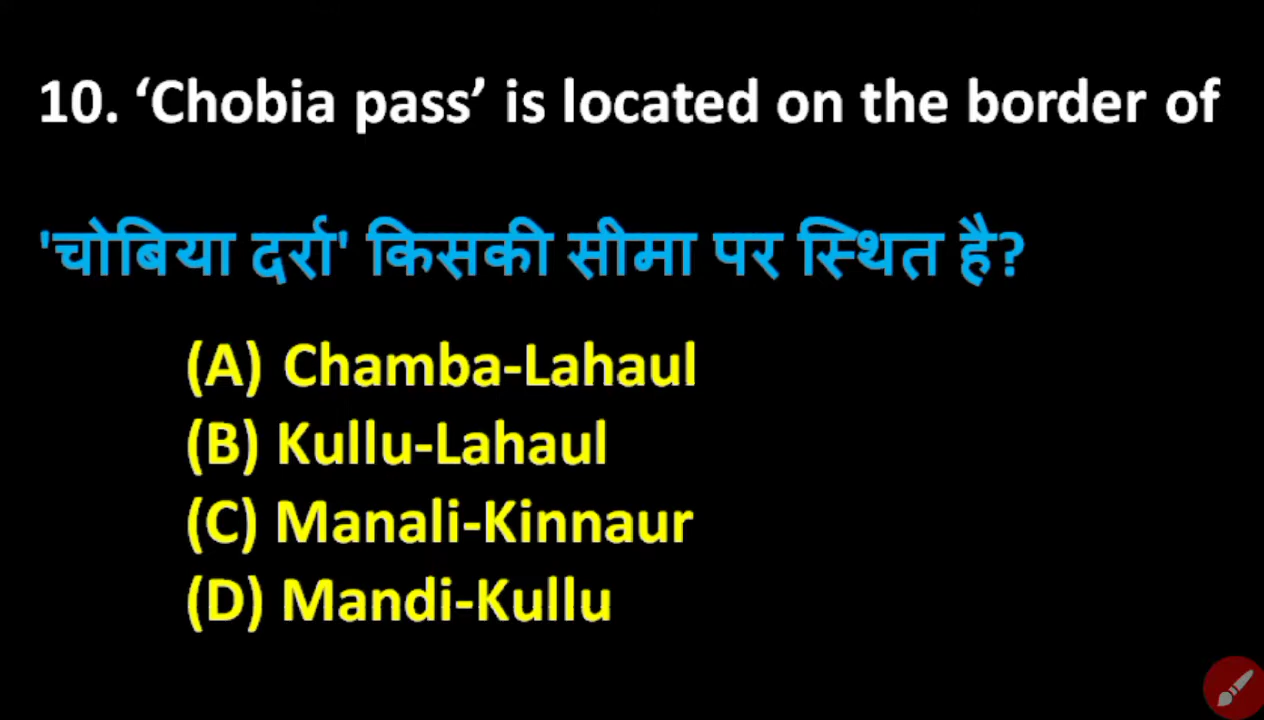 10. ‘Chobia pass’ is located on the border of
'चोबिया दर्रा' किसकी सीमा पर स्थित है?
(A) Chamba-Lahaul
(B) Kullu-Lahaul
(C) Manali-Kinnaur
(D) Mandi-Kullu